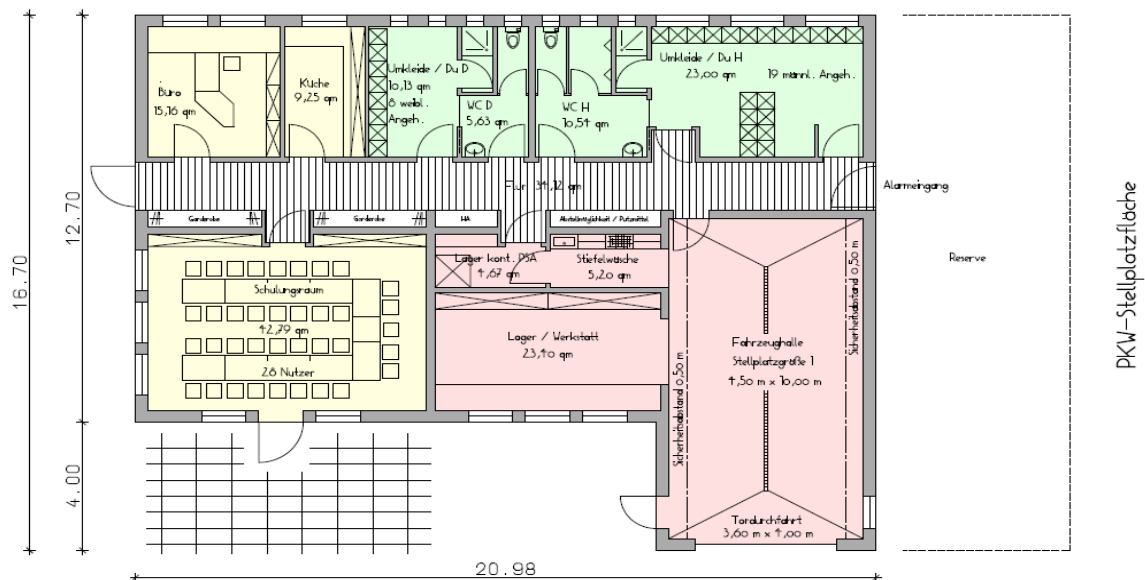 Büro
15,16 qm
Küche
9,25 qm
Umkleide / Du D
10,13 qm
8 weibl.
Angeh.
WC D
5,63 qm
WC H
10,54 qm
Umkleide / Du H
23,00 qm
19 männl. Angeh.
Flur 34,12 qm
Alarmeingang
Garderobe
Garderobe
HA
Abstellmöglichkeit / Putzmittel
Lager kont. PSA
4,67 qm
Stiefelwäsche
5,20 qm
Schulungsraum
42,79 qm
28 Nutzer
Lager / Werkstatt
23,40 qm
Fahrzeughalle
Stellplatzgröße 1
4,50 m x 10,00 m
Sicherheitsabstand 0,50 m
Sicherheitsabstand 0,50 m
Tordurchfahrt
3,60 m x 4,00 m
Reserve
PKW-Stellplatzfläche
16.70
12.70
4.00
20.98